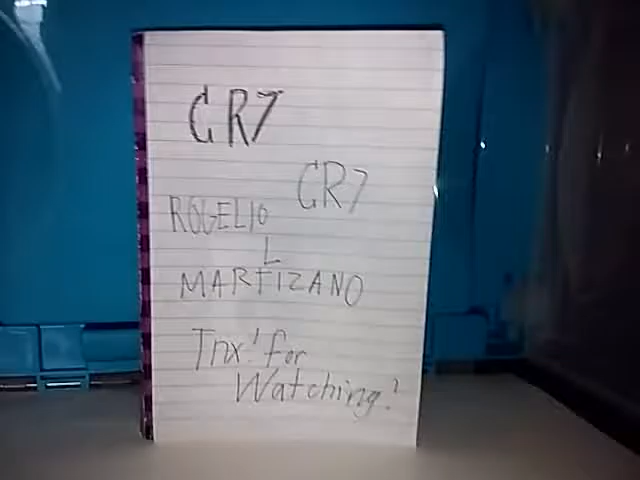 CR7
CR7
ROGELIO
L
MARTIZANO
Tnx! for
Watching!